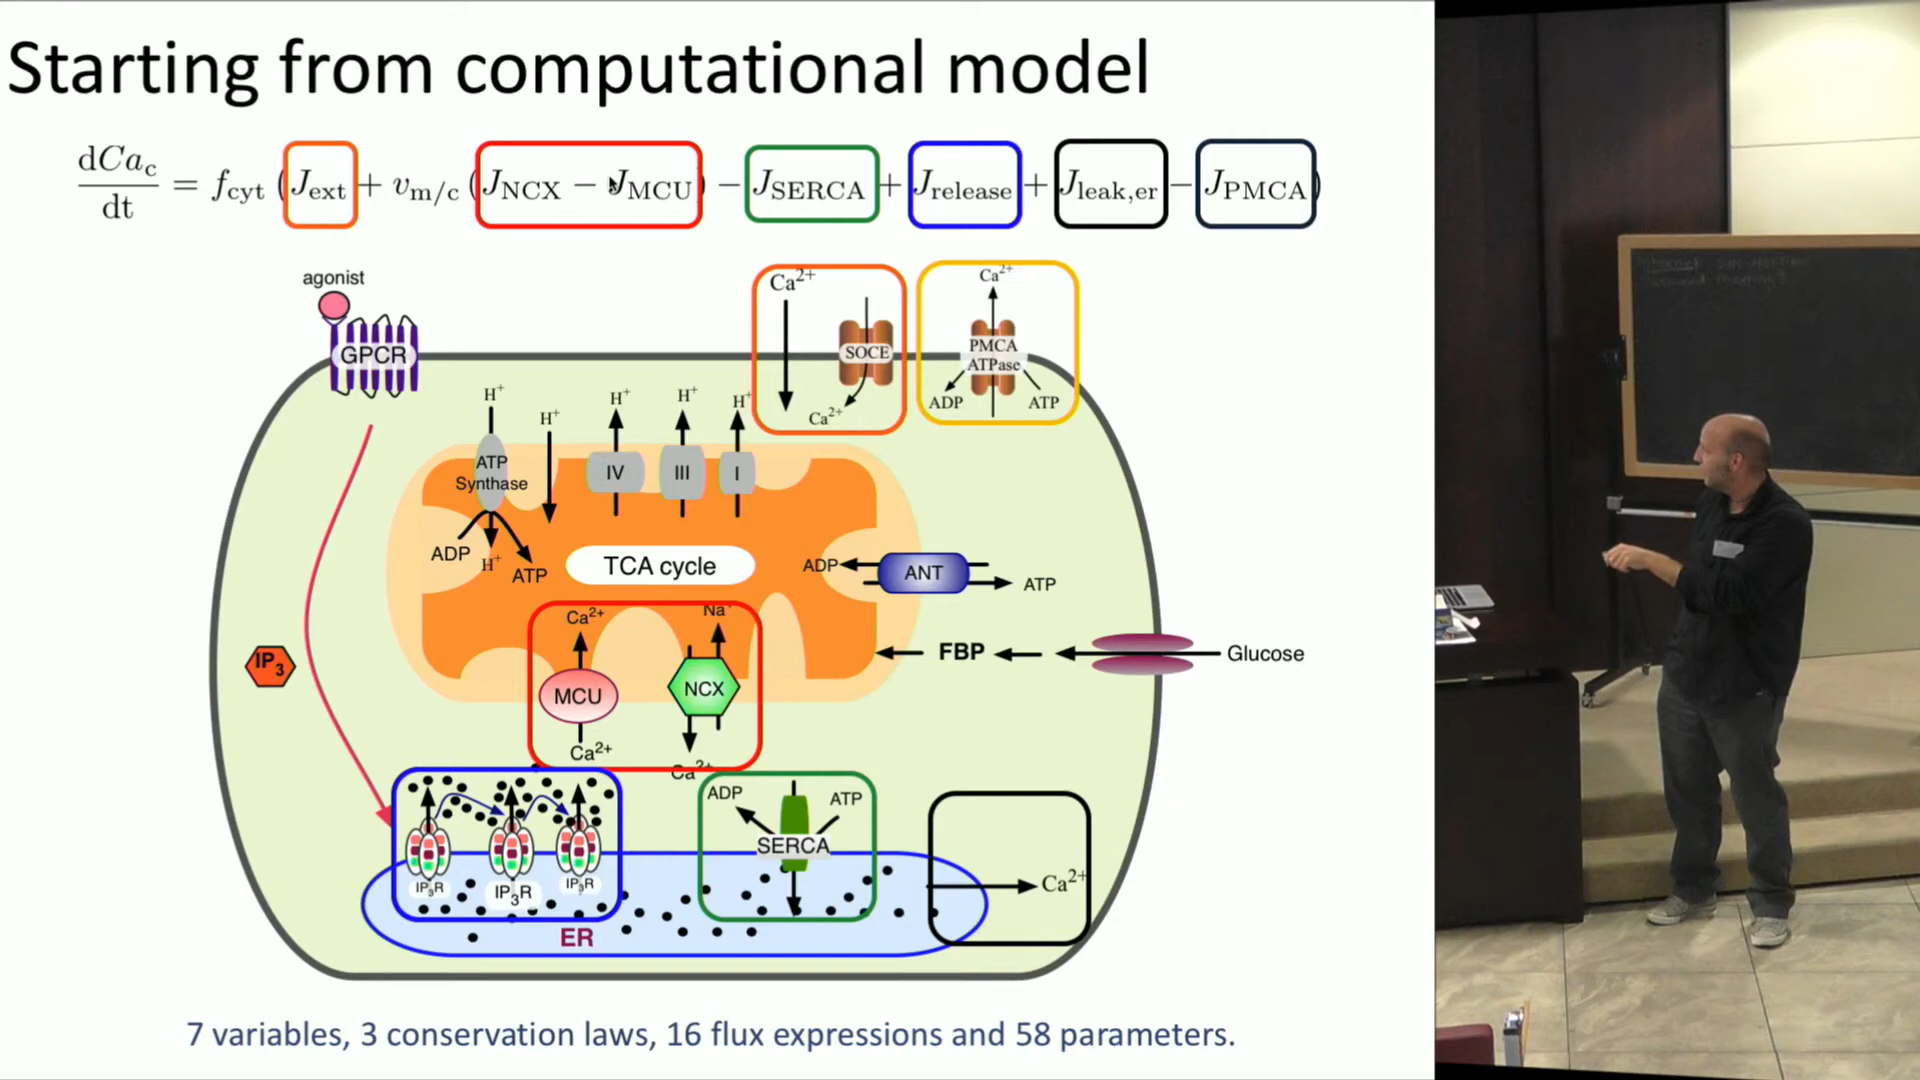 Starting from computational model
dCa_c/dt = f_cyt (J_ext + v_m/c (J_NCX − J_MCU) − J_SERCA + J_release + J_leak,er − J_PMCA)
agonist
GPCR
Ca²⁺
SOCE
Ca²⁺
Ca²⁺
PMCA
ATPase
ADP
ATP
H⁺
H⁺
H⁺
H⁺
H⁺
ATP
Synthase
IV
III
I
ADP
H⁺
ATP
TCA cycle
ADP
ANT
ATP
Ca²⁺
Na⁺
FBP
Glucose
IP₃
MCU
NCX
Ca²⁺
Ca²⁺
ADP
ATP
SERCA
IP₃R
IP₃R
IP₃R
Ca²⁺
ER
7 variables, 3 conservation laws, 16 flux expressions and 58 parameters.